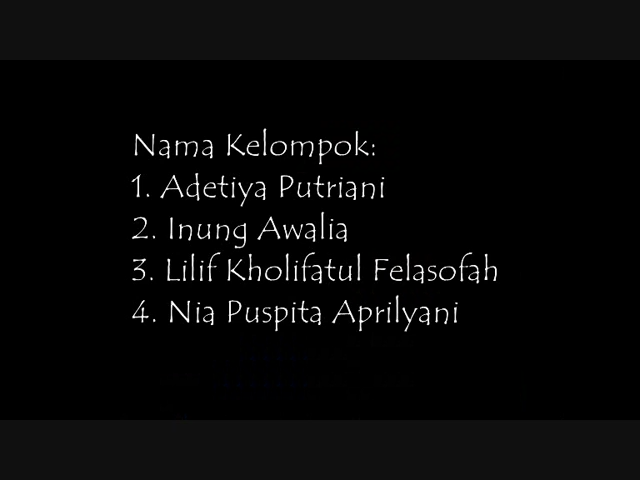 Nama Kelompok:
1. Adetiya Putriani
2. Inung Awalia
3. Lilif Kholifatul Felasofah
4. Nia Puspita Aprilyani